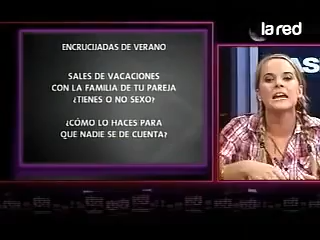 ENCRUCIJADAS DE VERANO
SALES DE VACACIONES
CON LA FAMILIA DE TU PAREJA
¿TIENES O NO SEXO?
¿CÓMO LO HACES PARA
QUE NADIE SE DE CUENTA?
la red
AS